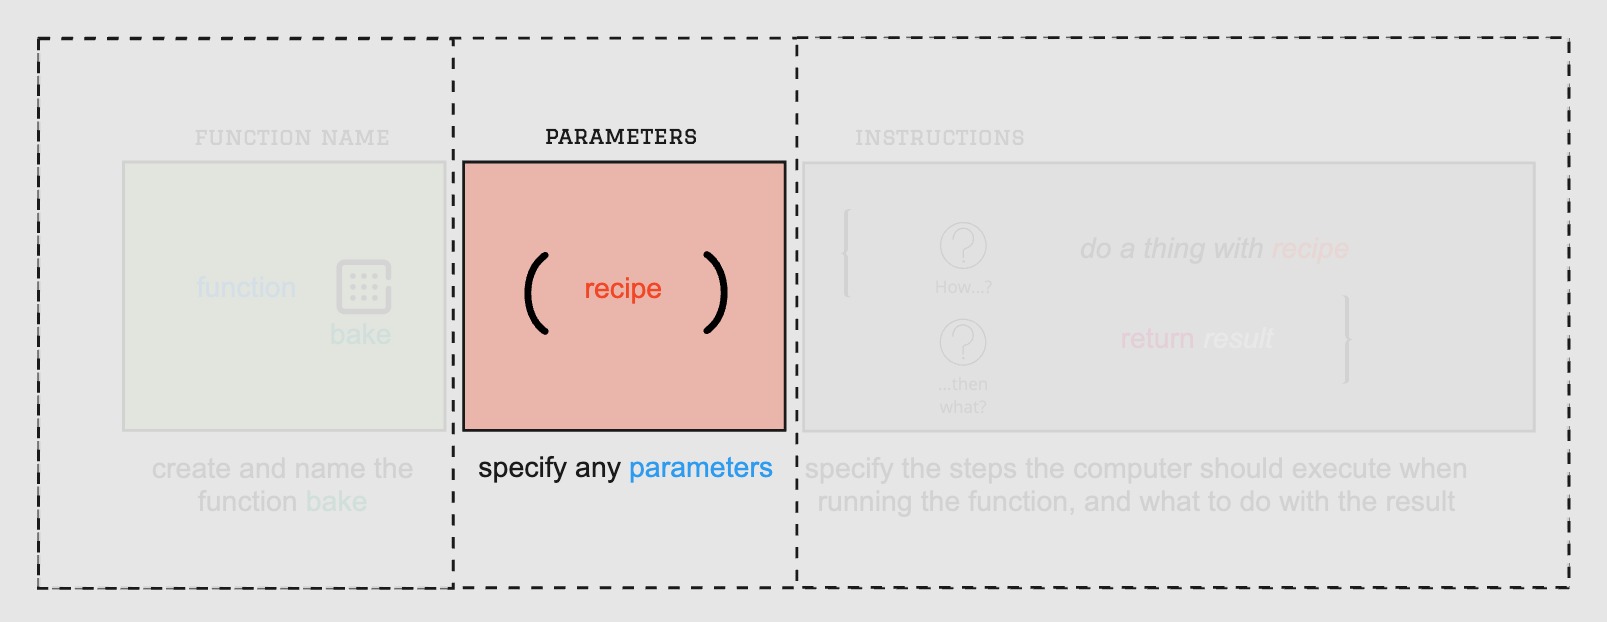 FUNCTION NAME
function
bake
create and name the
function bake
PARAMETERS
( recipe )
specify any parameters
INSTRUCTIONS
{
How...?
do a thing with recipe
...then
what?
return result
}
specify the steps the computer should execute when
running the function, and what to do with the result